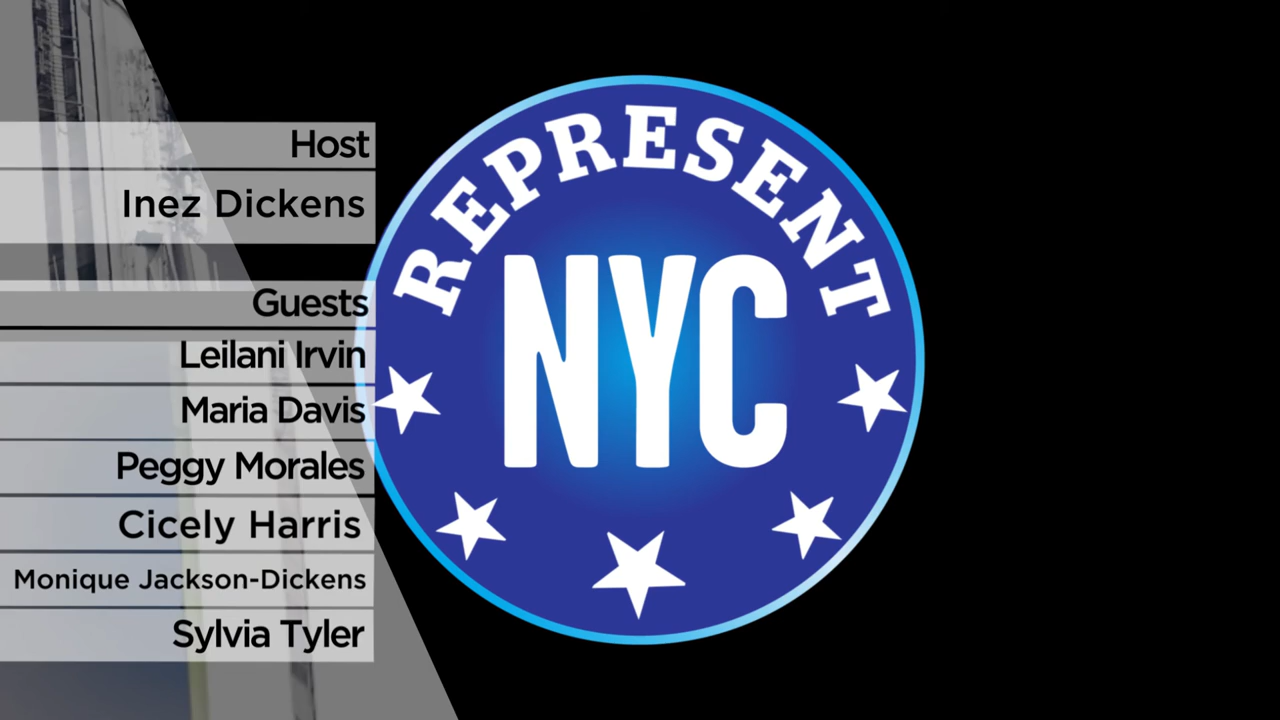 Host
Inez Dickens
Guests
Leilani Irvin
Maria Davis
Peggy Morales
Cicely Harris
Monique Jackson-Dickens
Sylvia Tyler
REPRESENT
NYC